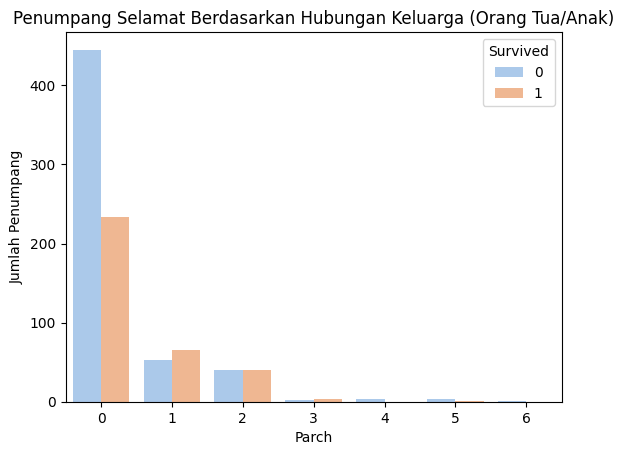 Penumpang Selamat Berdasarkan Hubungan Keluarga (Orang Tua/Anak)
Survived
0
1
400
300
200
100
0
Jumlah Penumpang
0 1 2 3 4 5 6
Parch